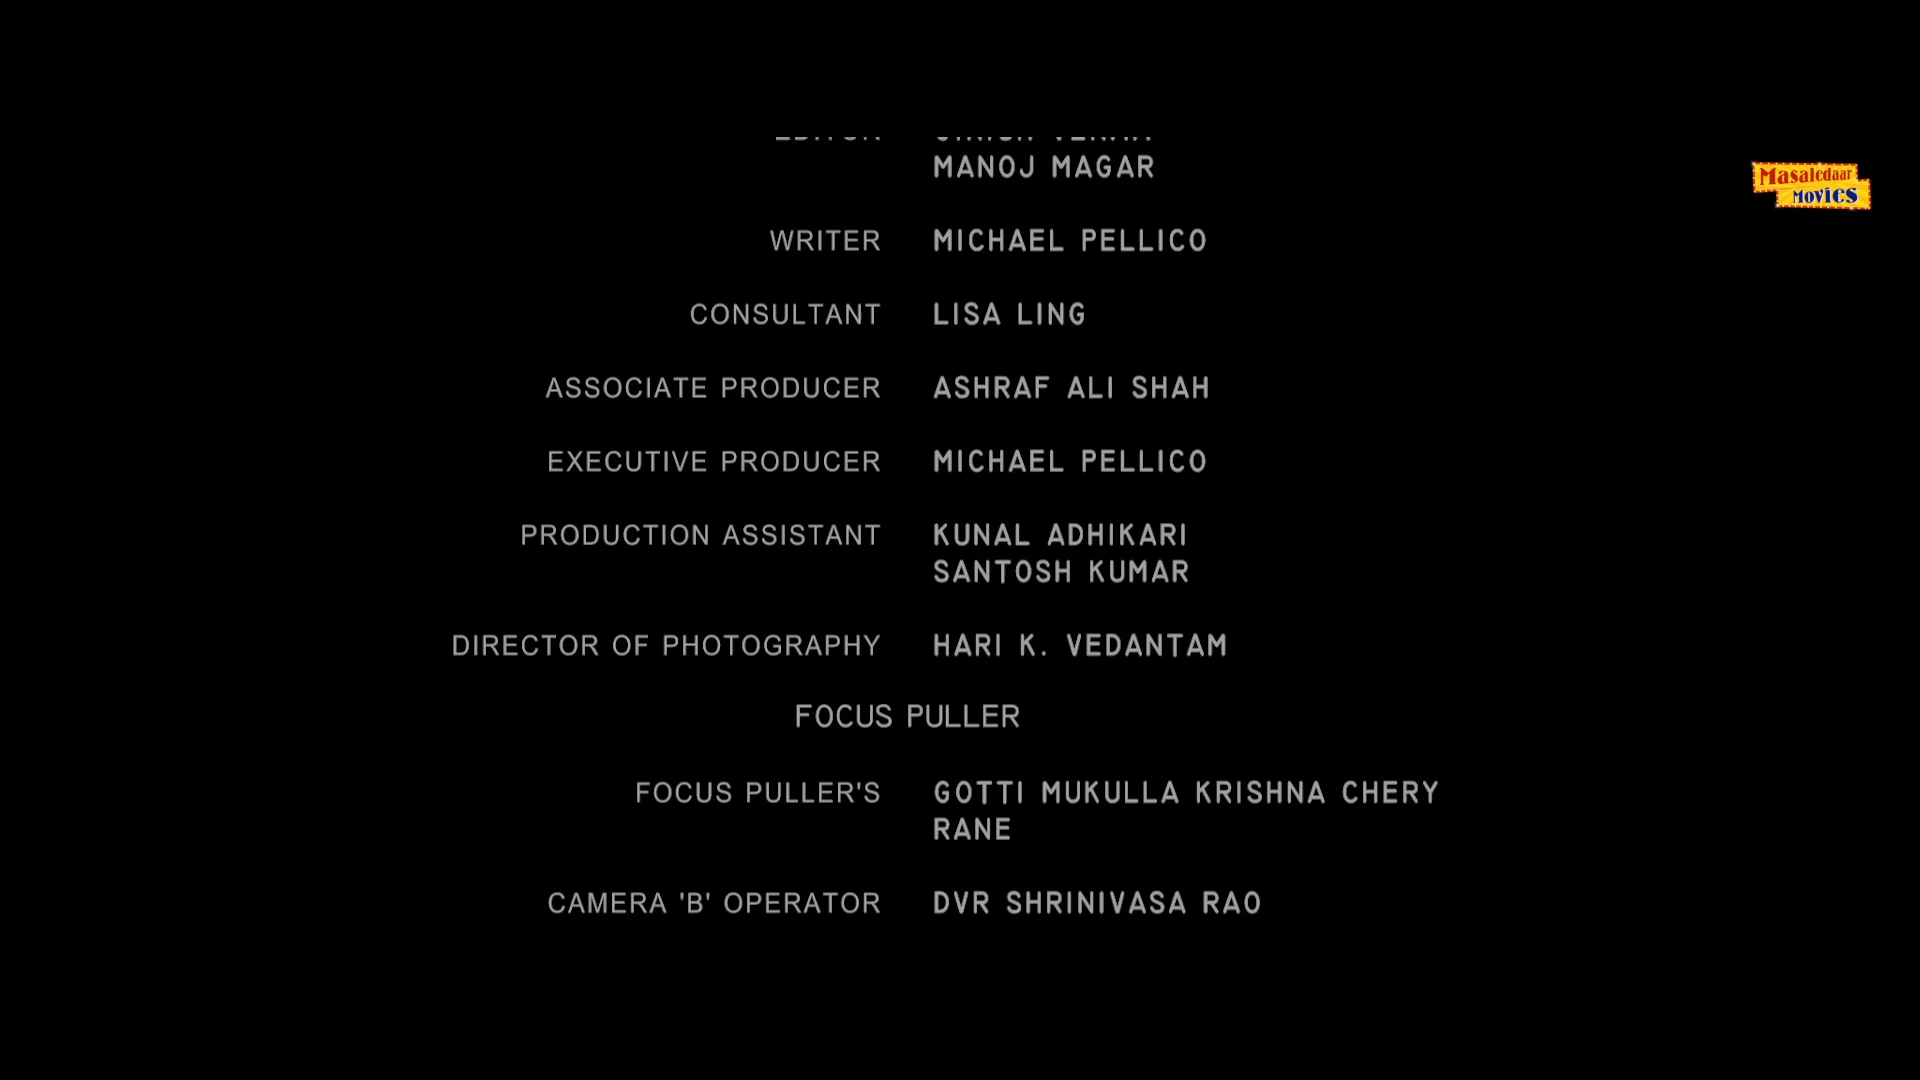 EDITOR
MANOJ MAGAR
WRITER MICHAEL PELLICO
CONSULTANT LISA LING
ASSOCIATE PRODUCER ASHRAF ALI SHAH
EXECUTIVE PRODUCER MICHAEL PELLICO
PRODUCTION ASSISTANT KUNAL ADHIKARI
SANTOSH KUMAR
DIRECTOR OF PHOTOGRAPHY HARI K. VEDANTAM
FOCUS PULLER
FOCUS PULLER'S GOTTI MUKULLA KRISHNA CHERY
RANE
CAMERA 'B' OPERATOR DVR SHRINIVASA RAO
Masaledaar
Movies